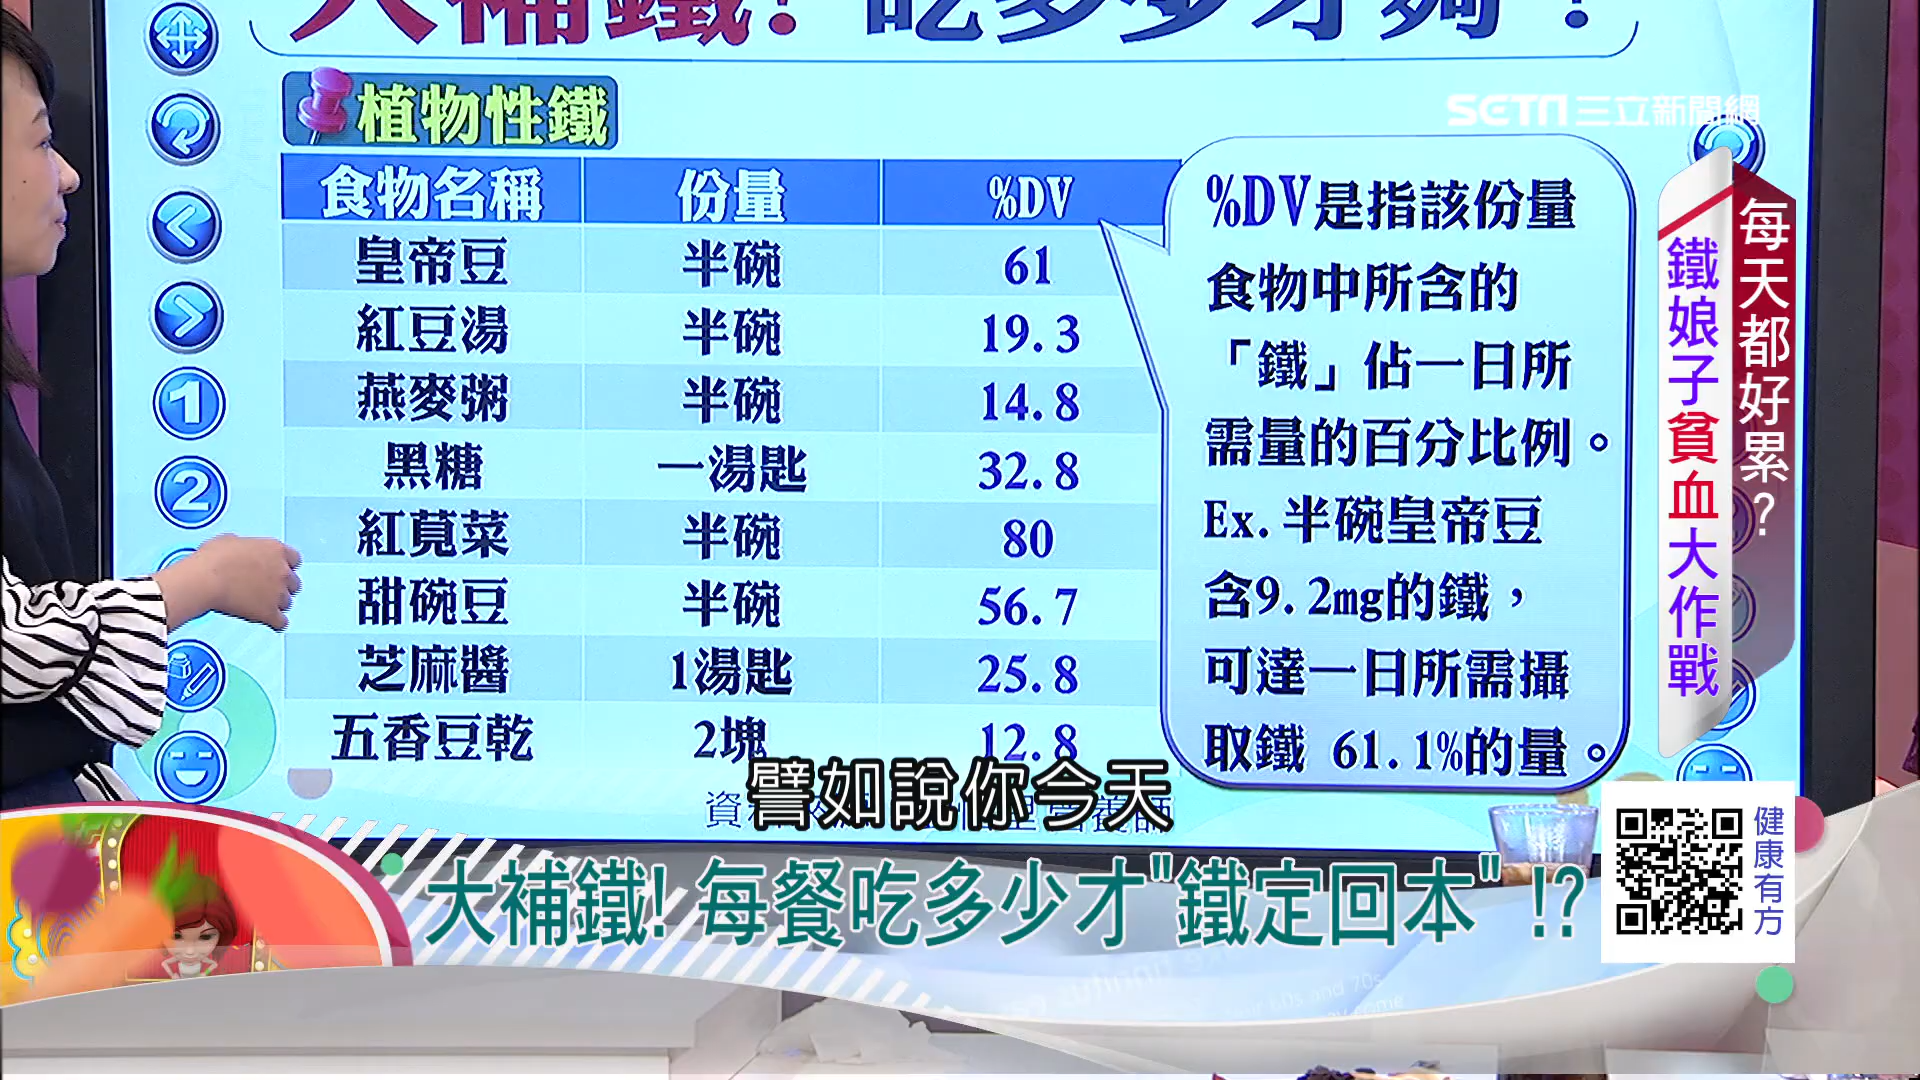 大補鐵！吃多少才夠？
植物性鐵
SETN三立新聞網
食物名稱 份量 %DV
皇帝豆 半碗 61
紅豆湯 半碗 19.3
燕麥粥 半碗 14.8
黑糖 一湯匙 32.8
紅莧菜 半碗 80
甜碗豆 半碗 56.7
芝麻醬 1湯匙 25.8
五香豆乾 2塊 12.8
%DV是指該份量
食物中所含的
「鐵」佔一日所
需量的百分比例。
Ex.半碗皇帝豆
含9.2mg的鐵，
可達一日所需攝
取鐵 61.1%的量。
每天都好累?
鐵娘子貧血大作戰
1
2
譬如說你今天
大補鐵! 每餐吃多少才"鐵定回本" !?
健康有方